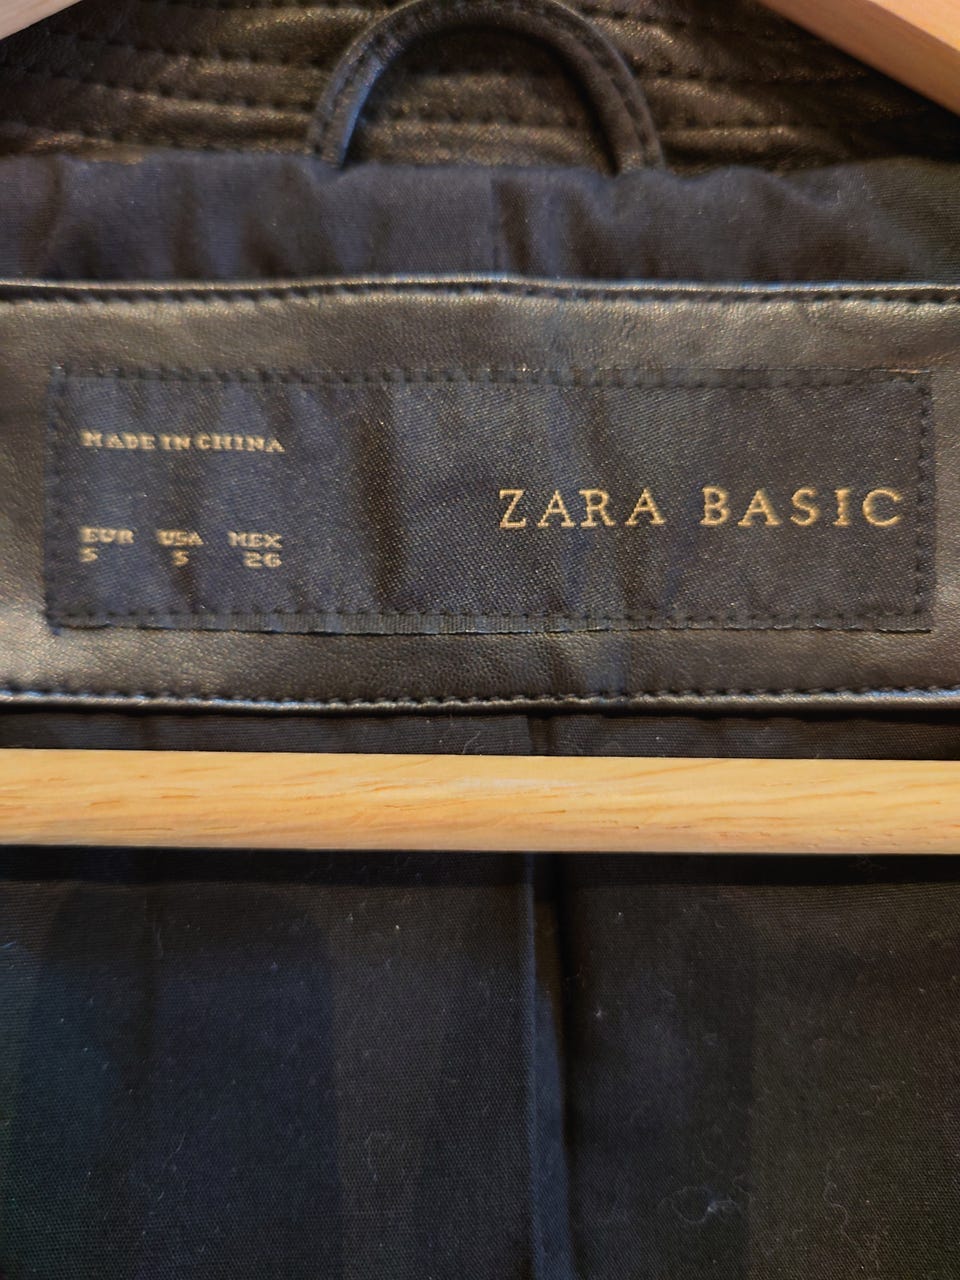 MADE IN CHINA
ZARA BASIC
EUR USA MEX
S S 26